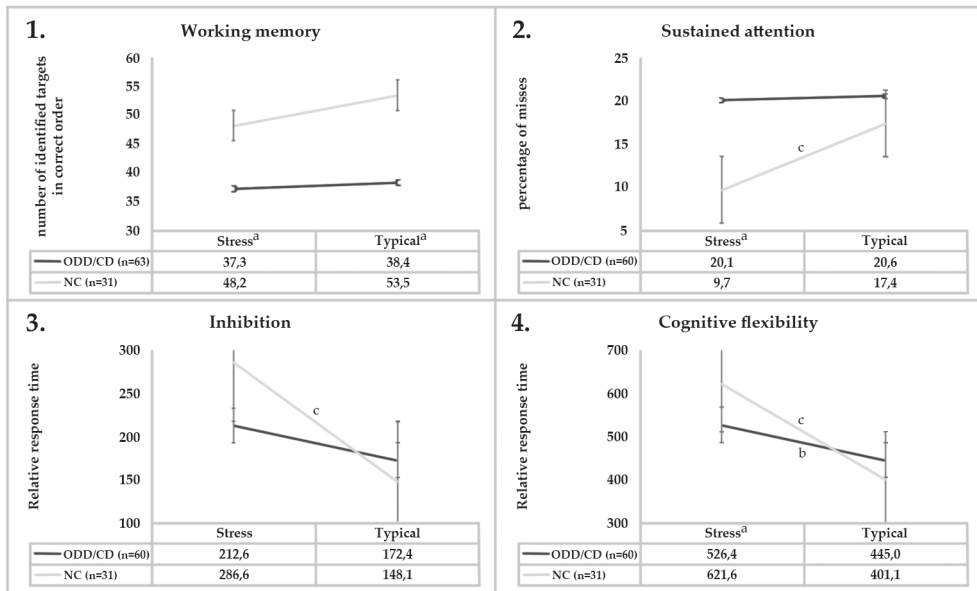 1. Working memory
number of identified targets
in correct order
60
55
50
45
40
35
30
Stressa Typicala
ODD/CD (n=63) 37,3 38,4
NC (n=31) 48,2 53,5
2. Sustained attention
percentage of misses
25
20
15
10
5
c
Stressa Typical
ODD/CD (n=60) 20,1 20,6
NC (n=31) 9,7 17,4
3. Inhibition
Relative response time
300
250
200
150
100
c
Stress Typical
ODD/CD (n=60) 212,6 172,4
NC (n=31) 286,6 148,1
4. Cognitive flexibility
Relative response time
700
600
500
400
300
c
b
Stressa Typical
ODD/CD (n=60) 526,4 445,0
NC (n=31) 621,6 401,1